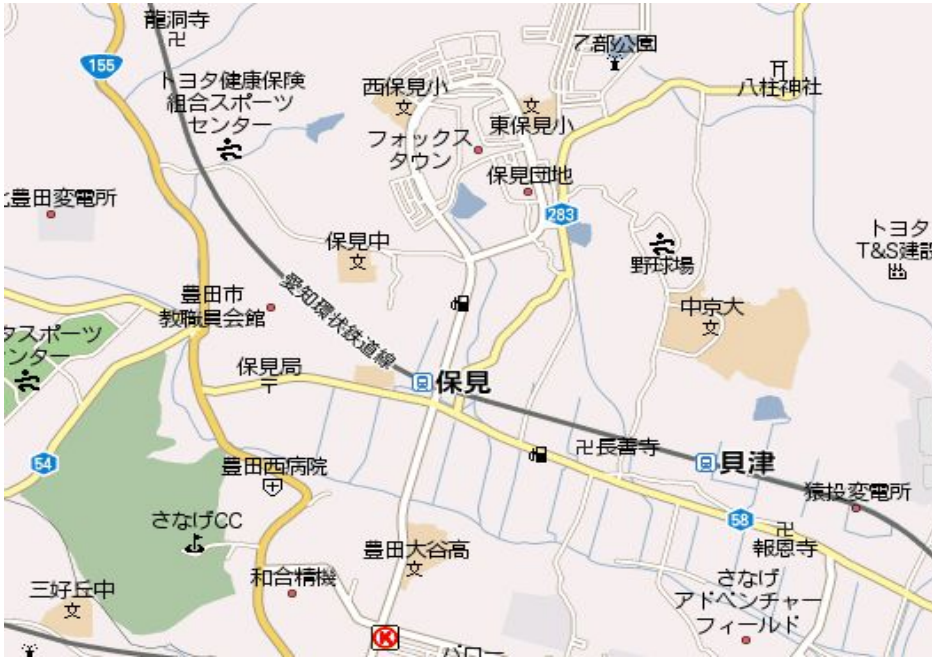 龍洞寺
155
トヨタ健康保険
組合スポーツ
センター
西保見小
東保見小
フォックス
タウン
保見団地
八柱神社
283
豊田変電所
保見中
野球場
トヨタ
T&S建設
愛知環状鉄道線
豊田市
教職員会館
中京大
タスポーツ
ンター
保見局
保見
54
豊田西病院
卍長善寺
貝津
猿投変電所
58
報恩寺
さなげCC
豊田大谷高
和合精機
三好丘中
さなげ
アドベンチャー
フィールド
K
バロー